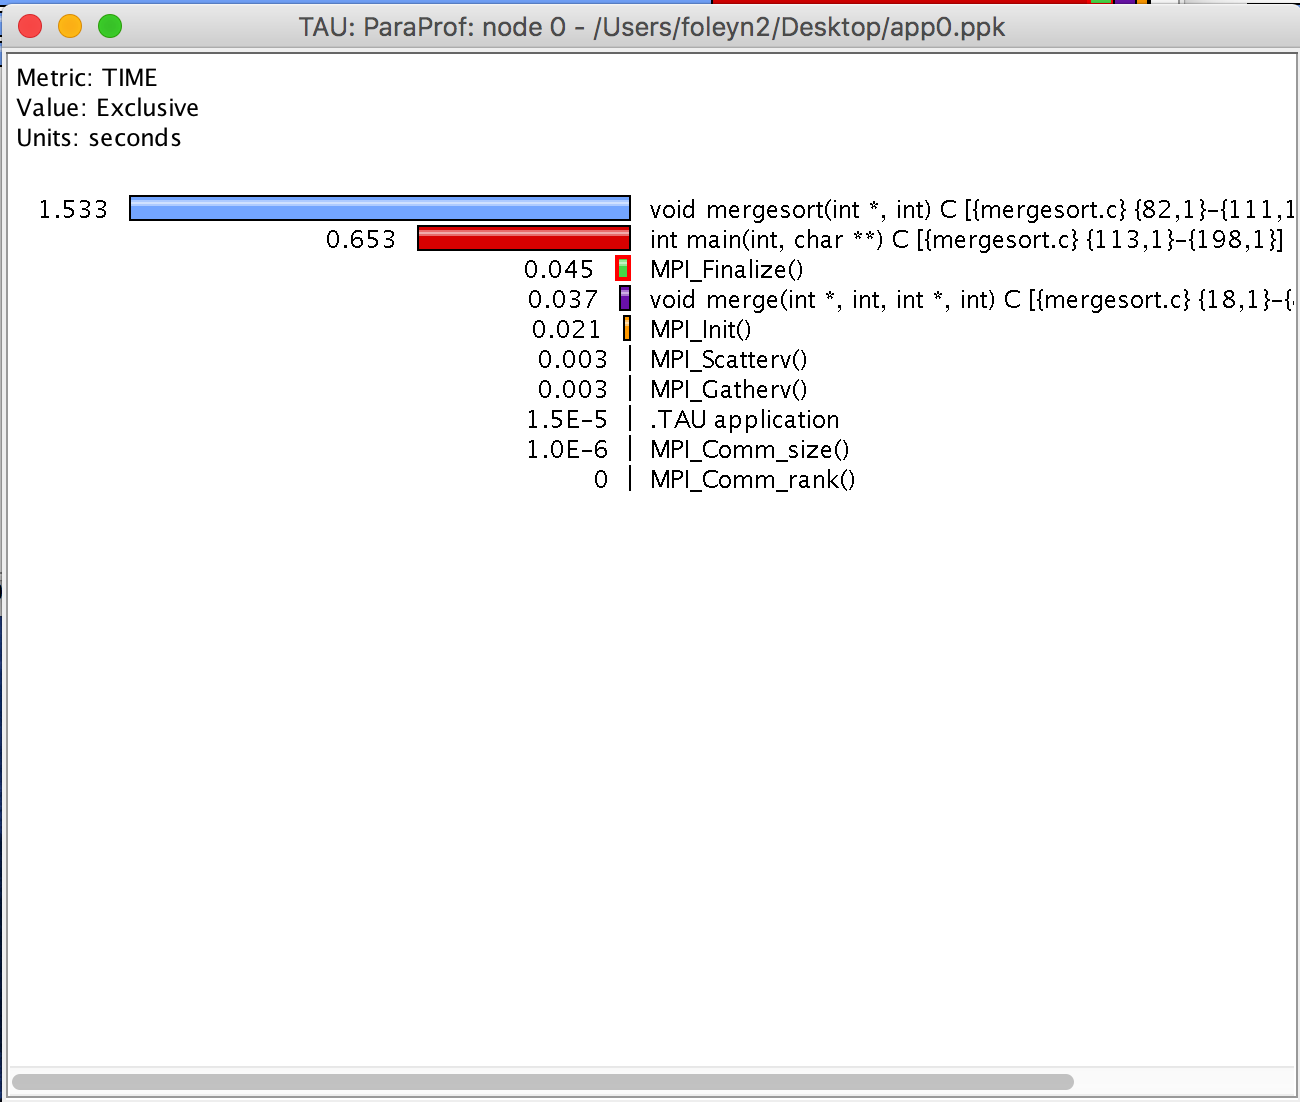 TAU: ParaProf: node 0 - /Users/foleyn2/Desktop/app0.ppk
Metric: TIME
Value: Exclusive
Units: seconds
1.533 void mergesort(int *, int) C [{mergesort.c} {82,1}-{111,1
0.653 int main(int, char **) C [{mergesort.c} {113,1}-{198,1}]
0.045 MPI_Finalize()
0.037 void merge(int *, int, int *, int) C [{mergesort.c} {18,1}-{
0.021 MPI_Init()
0.003 MPI_Scatterv()
0.003 MPI_Gatherv()
1.5E-5 .TAU application
1.0E-6 MPI_Comm_size()
0 MPI_Comm_rank()